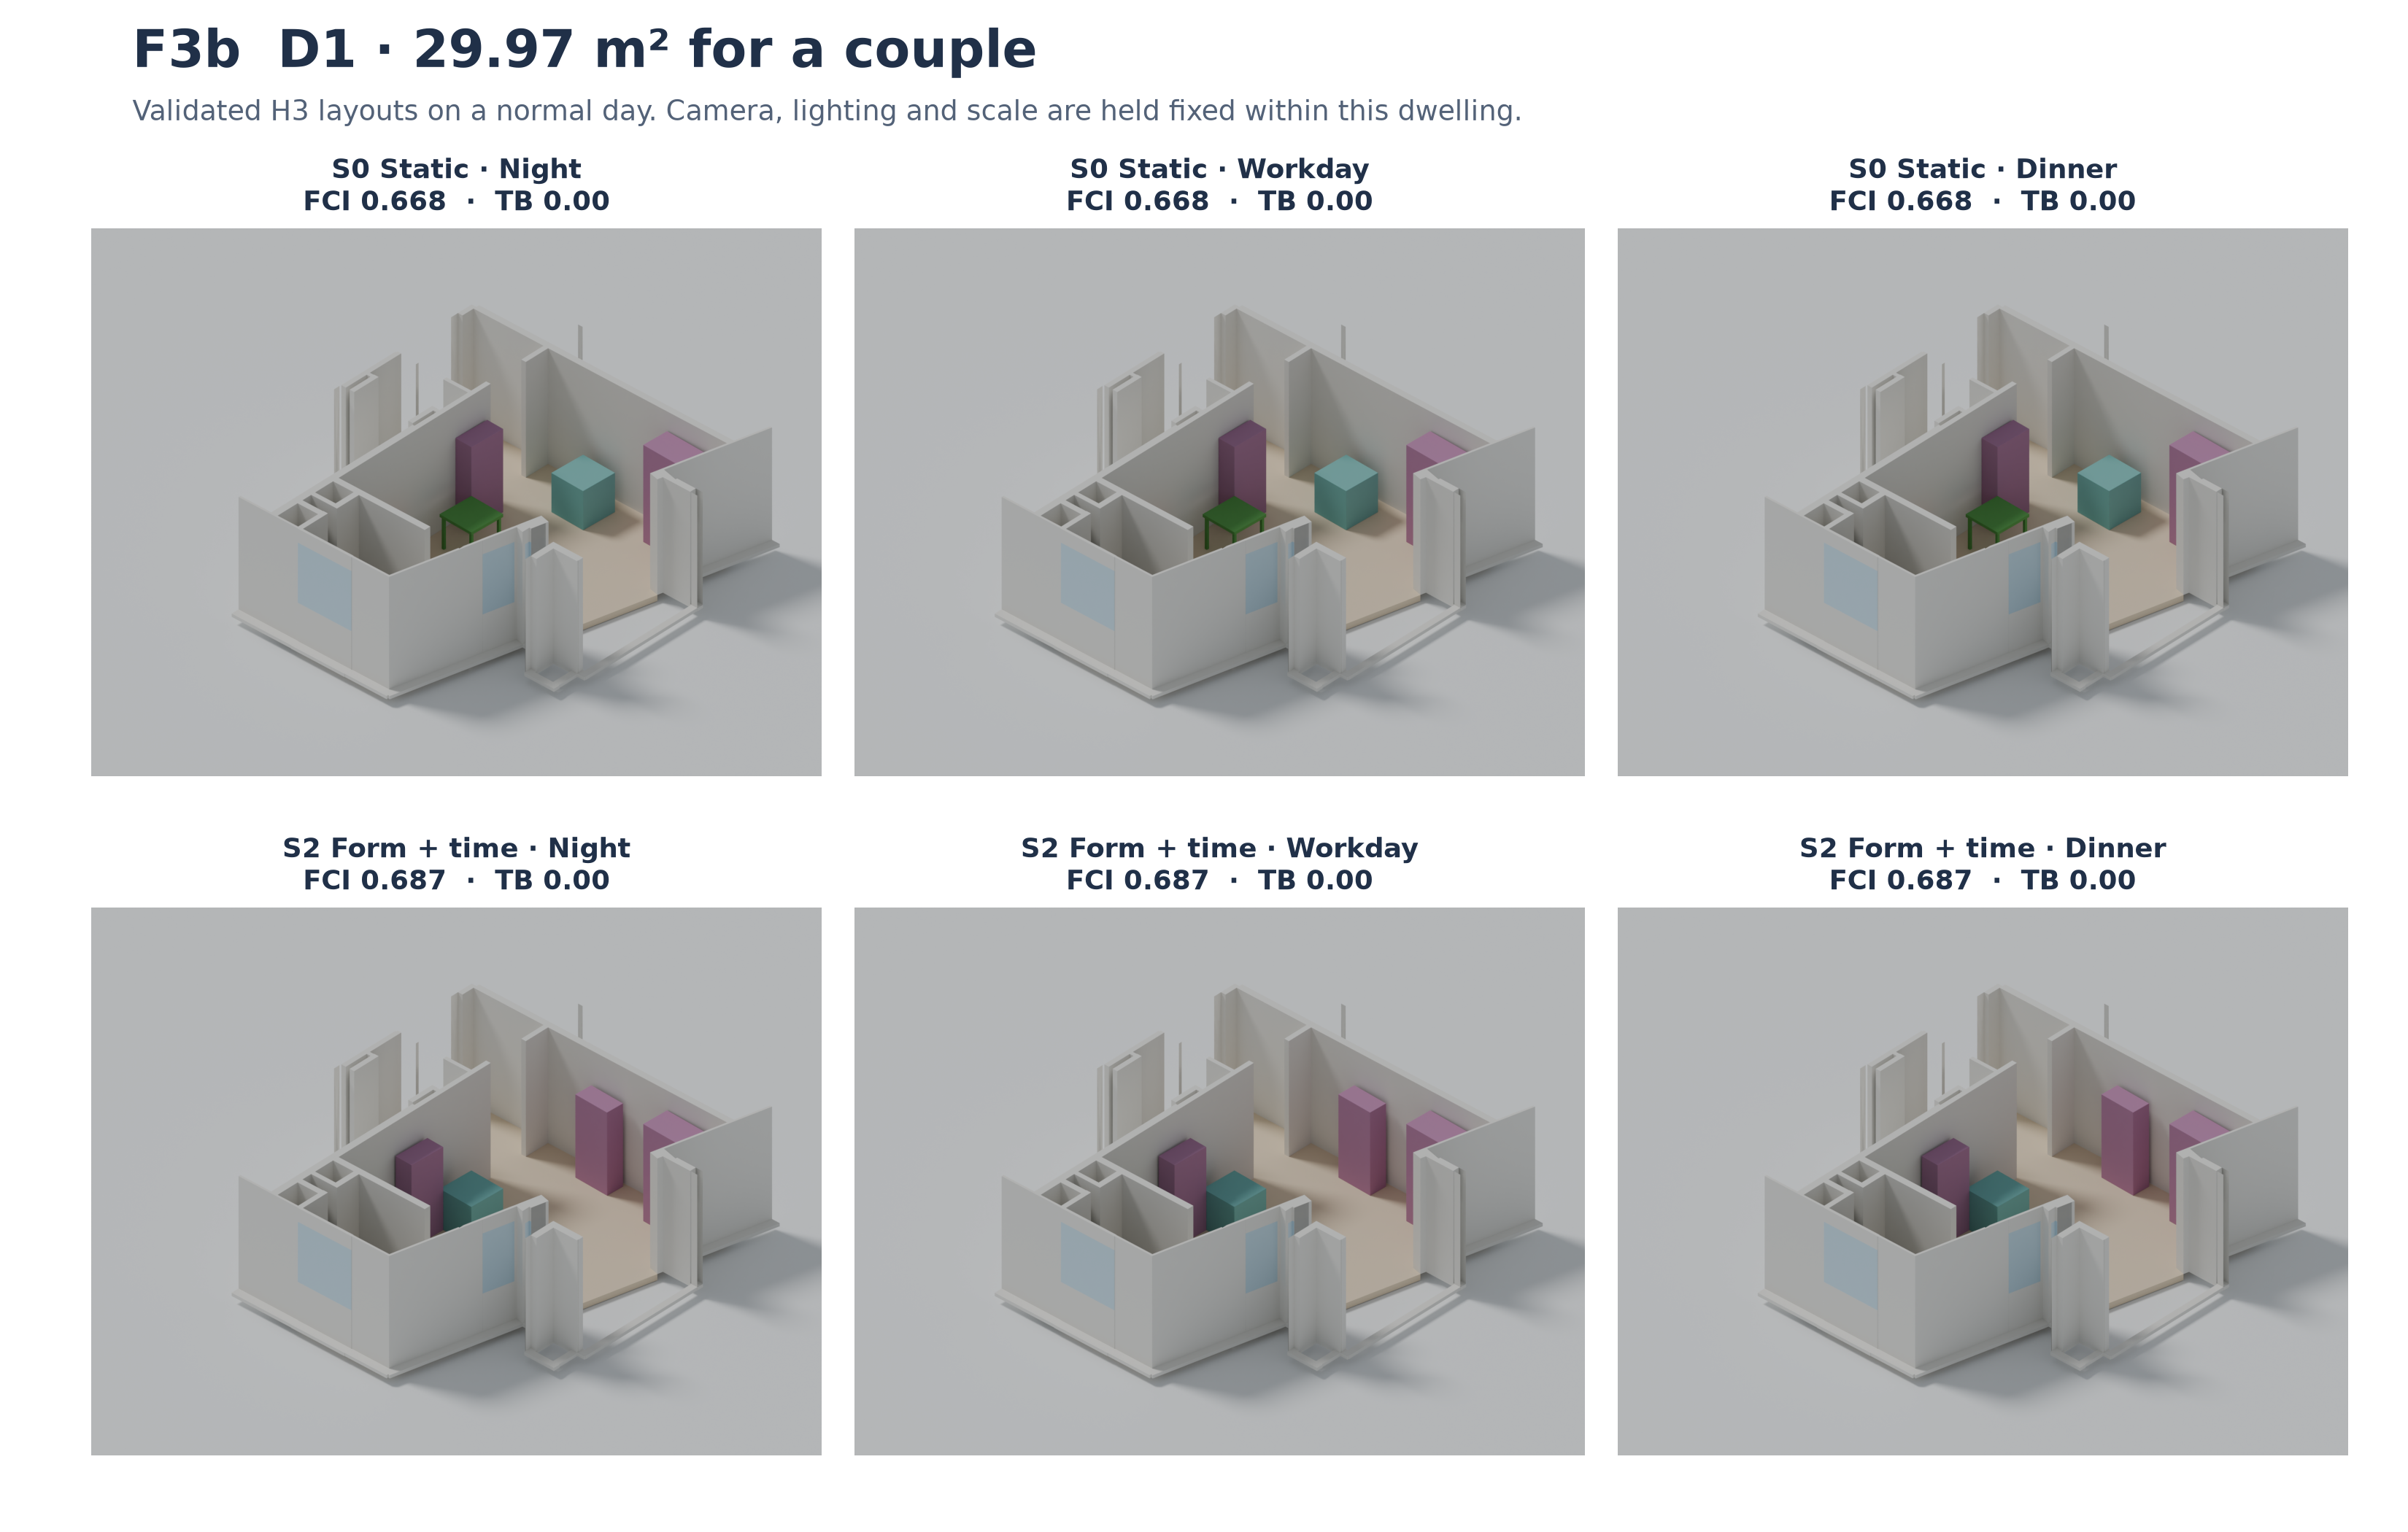 F3b  D1 · 29.97 m² for a couple
Validated H3 layouts on a normal day. Camera, lighting and scale are held fixed within this dwelling.
S0 Static · Night
FCI 0.668 · TB 0.00
S0 Static · Workday
FCI 0.668 · TB 0.00
S0 Static · Dinner
FCI 0.668 · TB 0.00
S2 Form + time · Night
FCI 0.687 · TB 0.00
S2 Form + time · Workday
FCI 0.687 · TB 0.00
S2 Form + time · Dinner
FCI 0.687 · TB 0.00